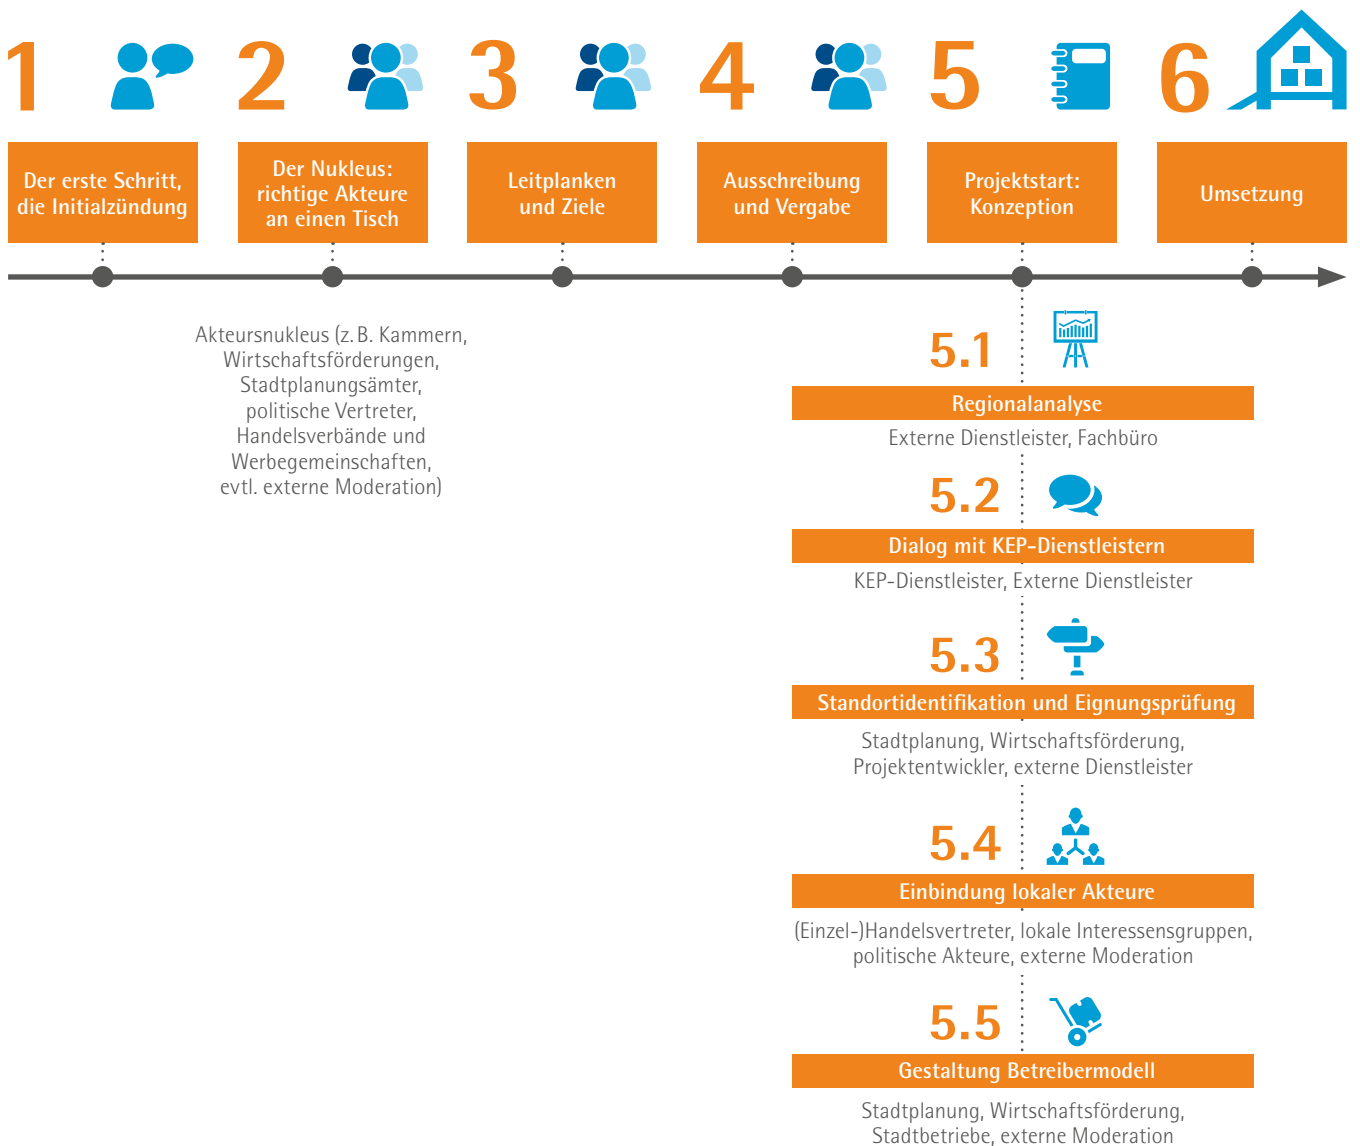 1
Der erste Schritt,
die Initialzündung
2
Der Nukleus:
richtige Akteure
an einen Tisch
3
Leitplanken
und Ziele
4
Ausschreibung
und Vergabe
5
Projektstart:
Konzeption
6
Umsetzung
Akteursnukleus (z. B. Kammern,
Wirtschaftsförderungen,
Stadtplanungsämter,
politische Vertreter,
Handelsverbände und
Werbegemeinschaften,
evtl. externe Moderation)
5.1
Regionalanalyse
Externe Dienstleister, Fachbüro
5.2
Dialog mit KEP-Dienstleistern
KEP-Dienstleister, Externe Dienstleister
5.3
Standortidentifikation und Eignungsprüfung
Stadtplanung, Wirtschaftsförderung,
Projektentwickler, externe Dienstleister
5.4
Einbindung lokaler Akteure
(Einzel-)Handelsvertreter, lokale Interessensgruppen,
politische Akteure, externe Moderation
5.5
Gestaltung Betreibermodell
Stadtplanung, Wirtschaftsförderung,
Stadtbetriebe, externe Moderation